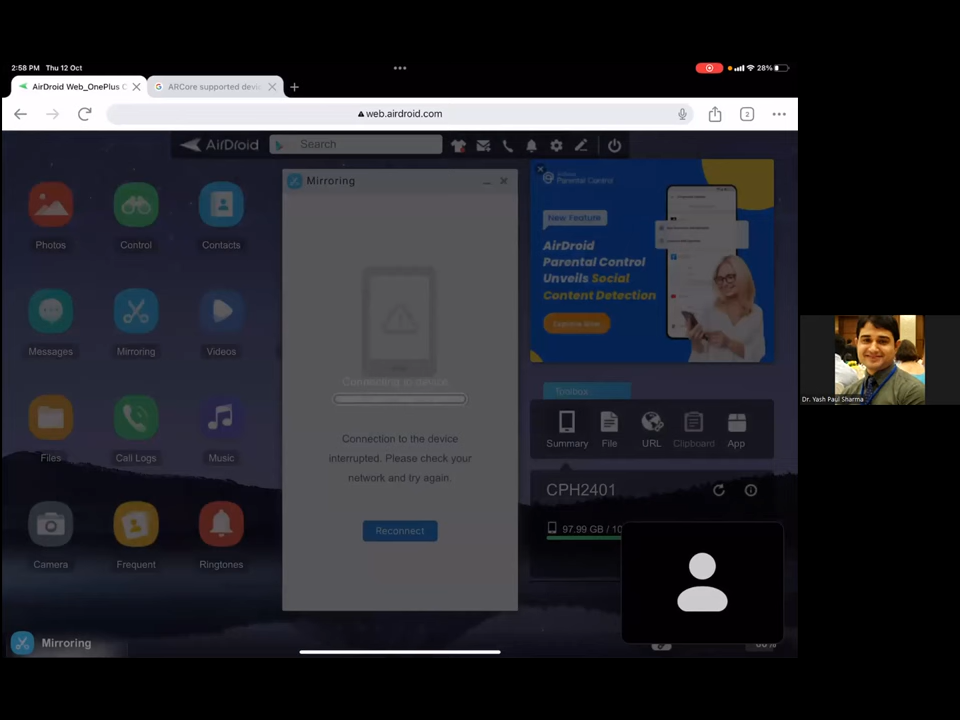 2:58 PM Thu 12 Oct
28%
AirDroid Web_OnePlus C
ARCore supported devi
web.airdroid.com
2
AirDroid
Search
Mirroring
Photos
Control
Contacts
Messages
Mirroring
Videos
Files
Call Logs
Music
Camera
Frequent
Ringtones
Connecting to device.
Connection to the device
interrupted. Please check your
network and try again.
Reconnect
Parental Control
New Feature
AirDroid
Parental Control
Unveils Social
Content Detection
Explore Now
Toolbox
Summary
File
URL
Clipboard
App
CPH2401
97.99 GB / 10
Mirroring
Dr. Yash Paul Sharma